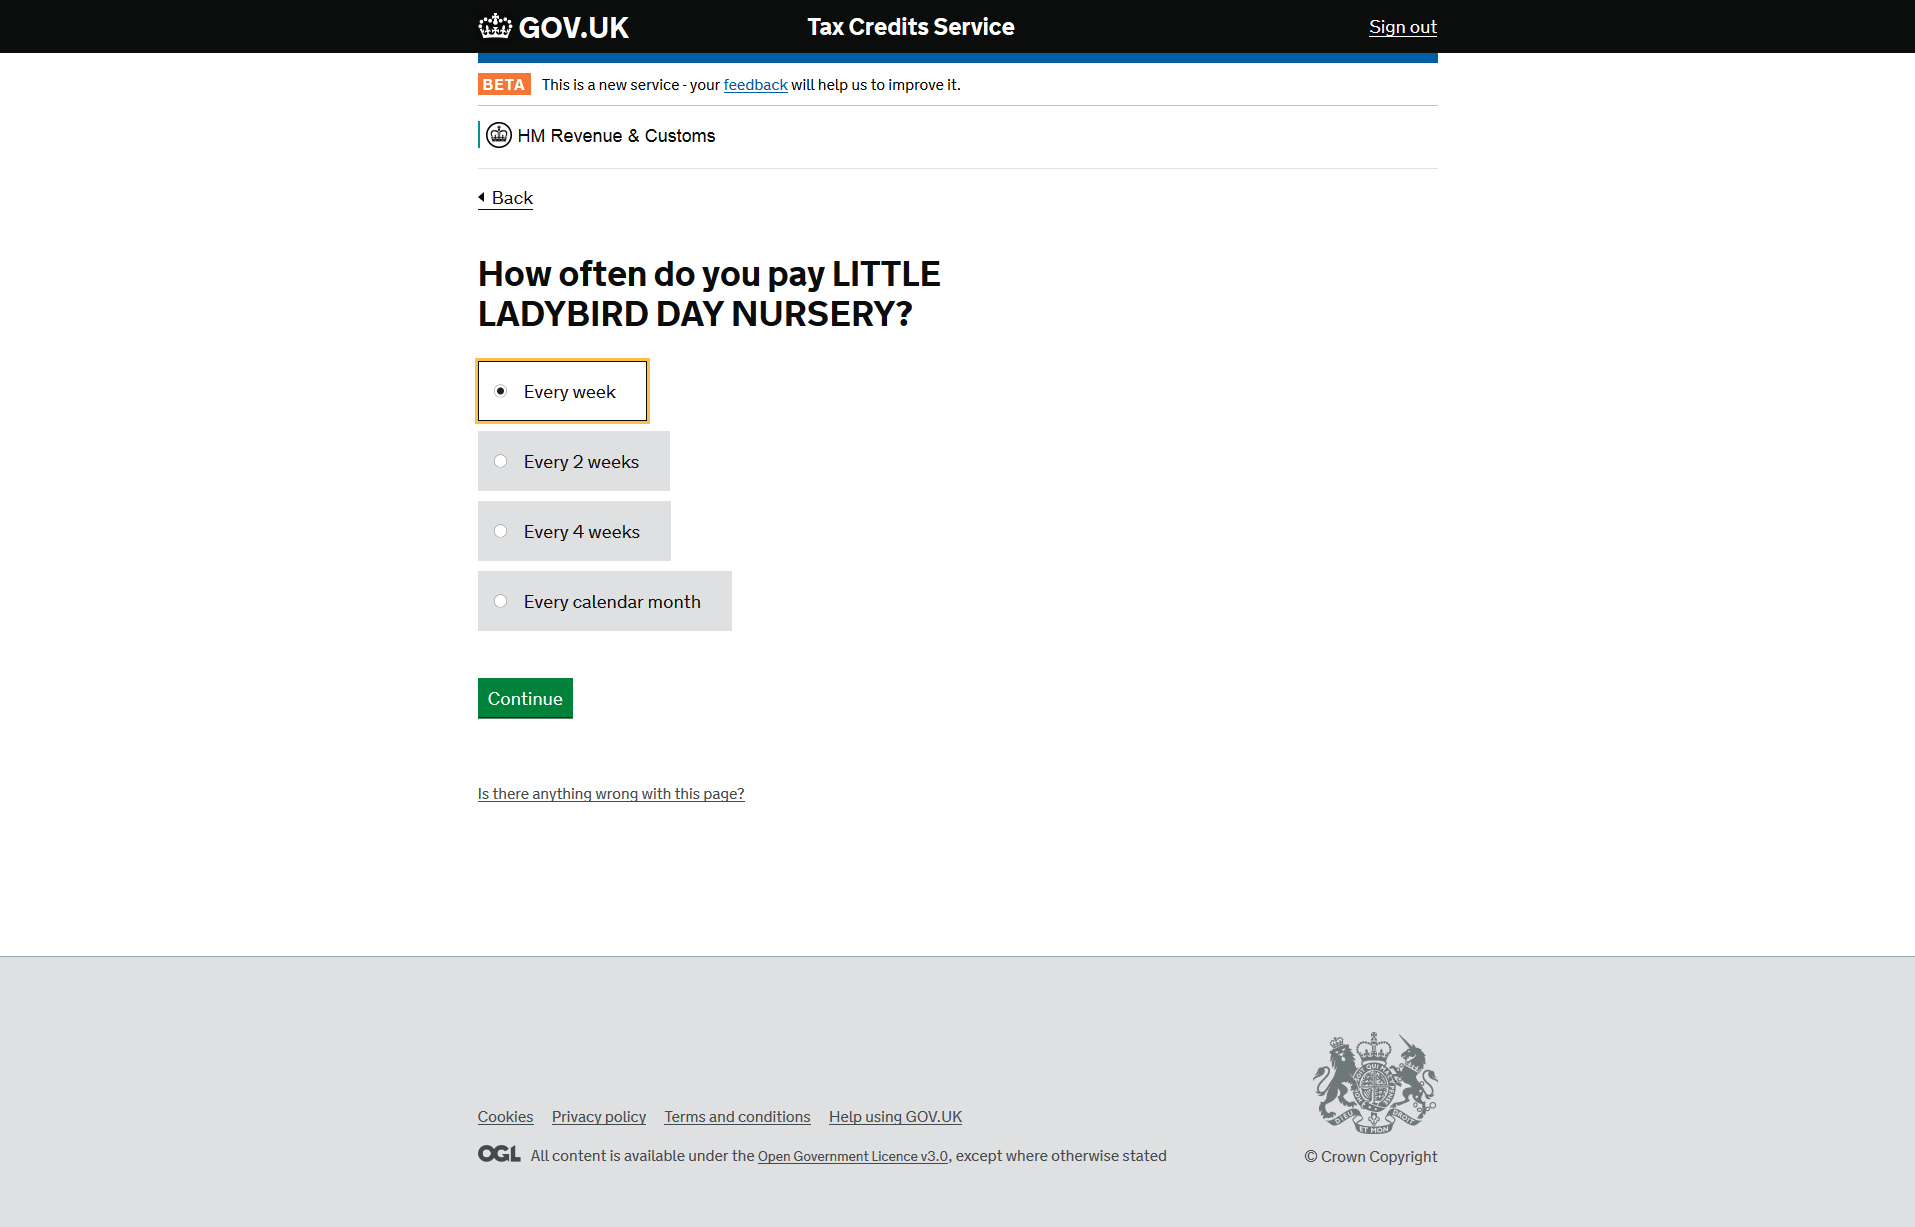 GOV.UK
Tax Credits Service
Sign out
BETA This is a new service - your feedback will help us to improve it.
HM Revenue & Customs
Back
How often do you pay LITTLE
LADYBIRD DAY NURSERY?
Every week
Every 2 weeks
Every 4 weeks
Every calendar month
Continue
Is there anything wrong with this page?
Cookies Privacy policy Terms and conditions Help using GOV.UK
OGL All content is available under the Open Government Licence v3.0, except where otherwise stated
DIEU ET MON DROIT
© Crown Copyright